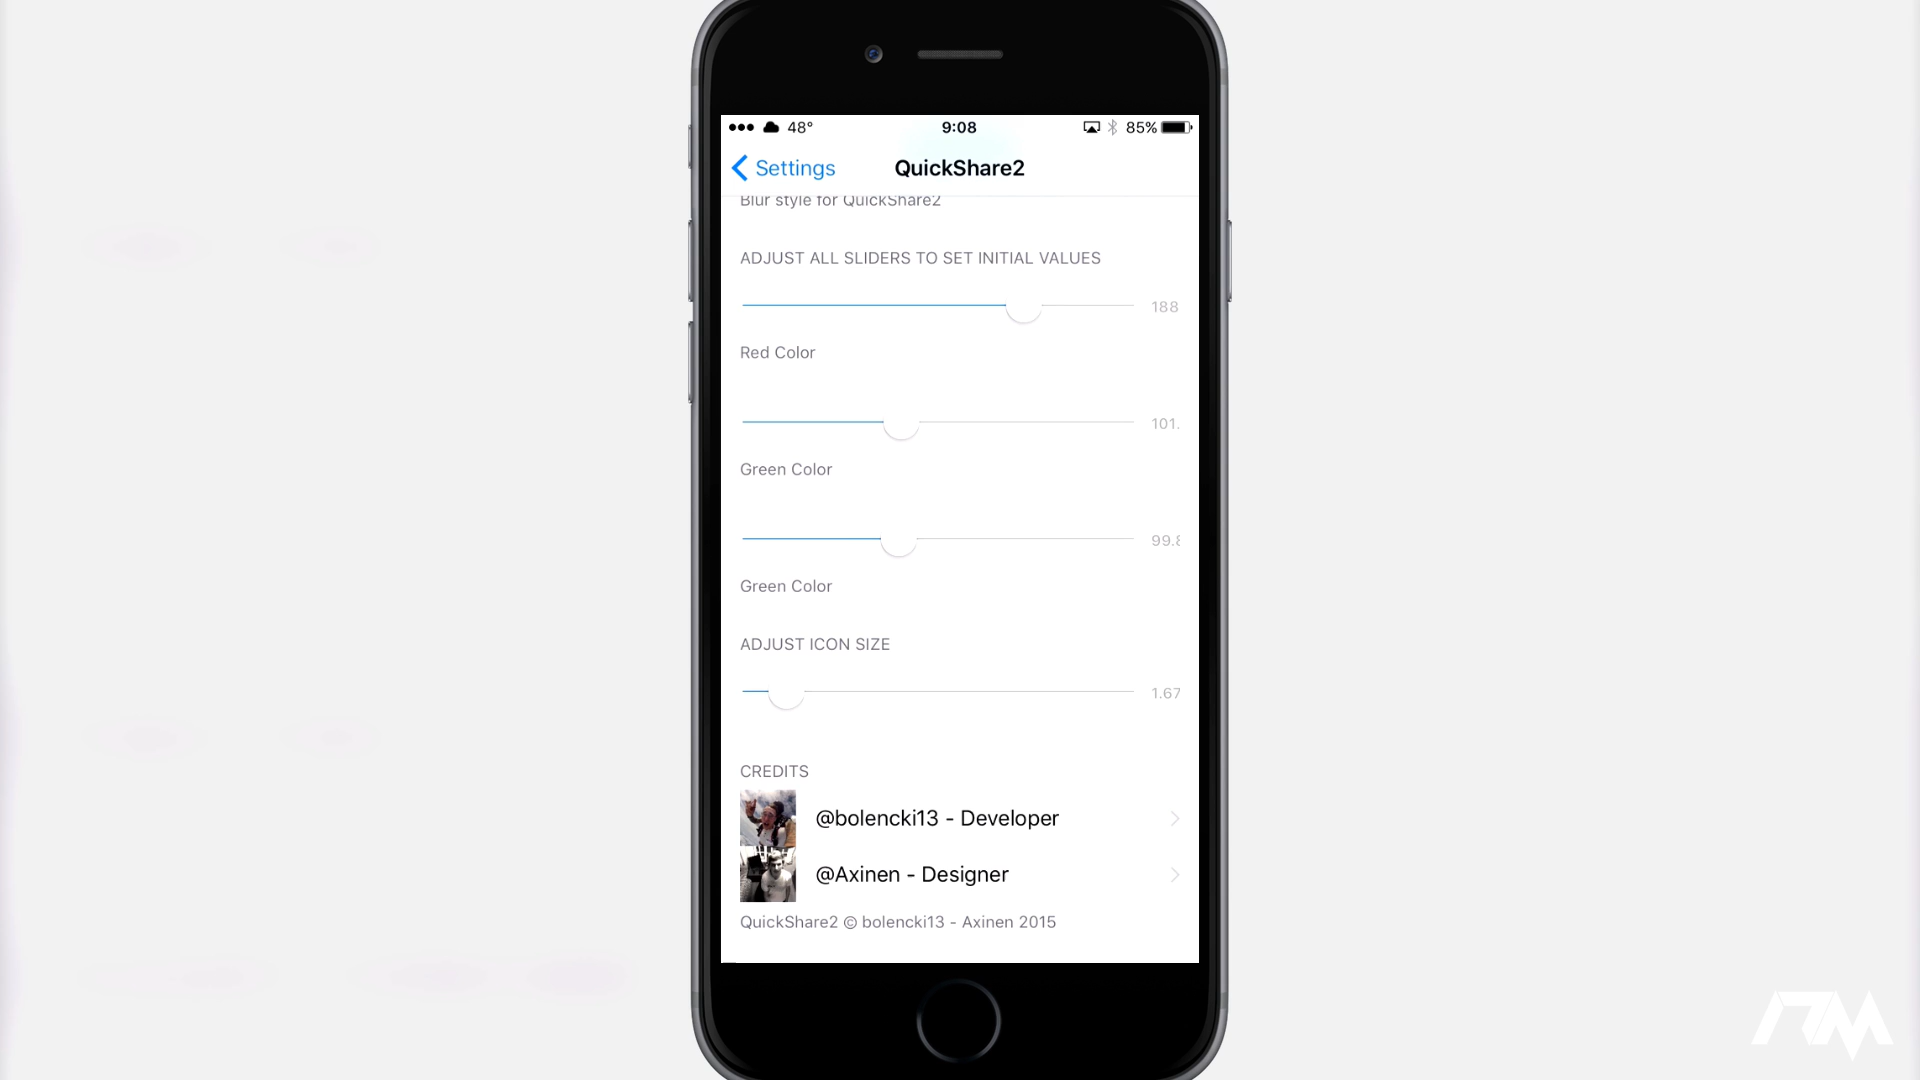 48°
9:08
85%
Settings
QuickShare2
Blur style for QuickShare2
ADJUST ALL SLIDERS TO SET INITIAL VALUES
188
Red Color
101.
Green Color
99.8
Green Color
ADJUST ICON SIZE
1.67
CREDITS
@bolencki13 - Developer
@Axinen - Designer
QuickShare2 © bolencki13 - Axinen 2015